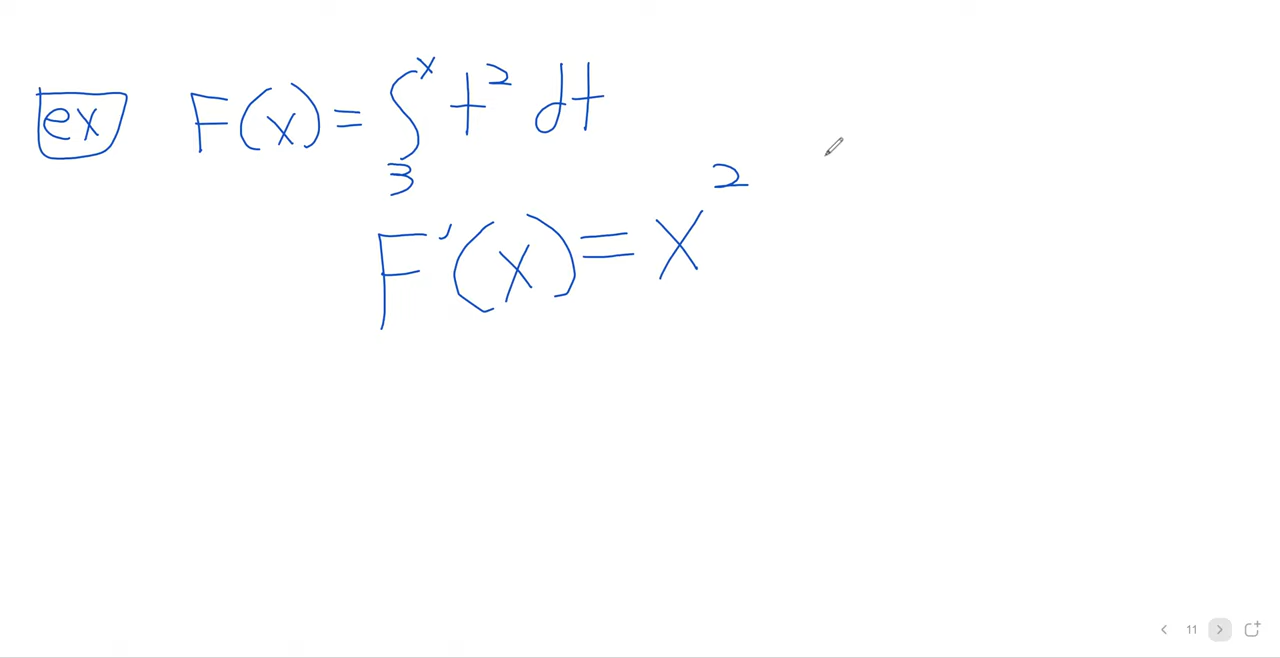 ex F(x) = ∫₃ˣ t² dt
F'(x) = x²
11